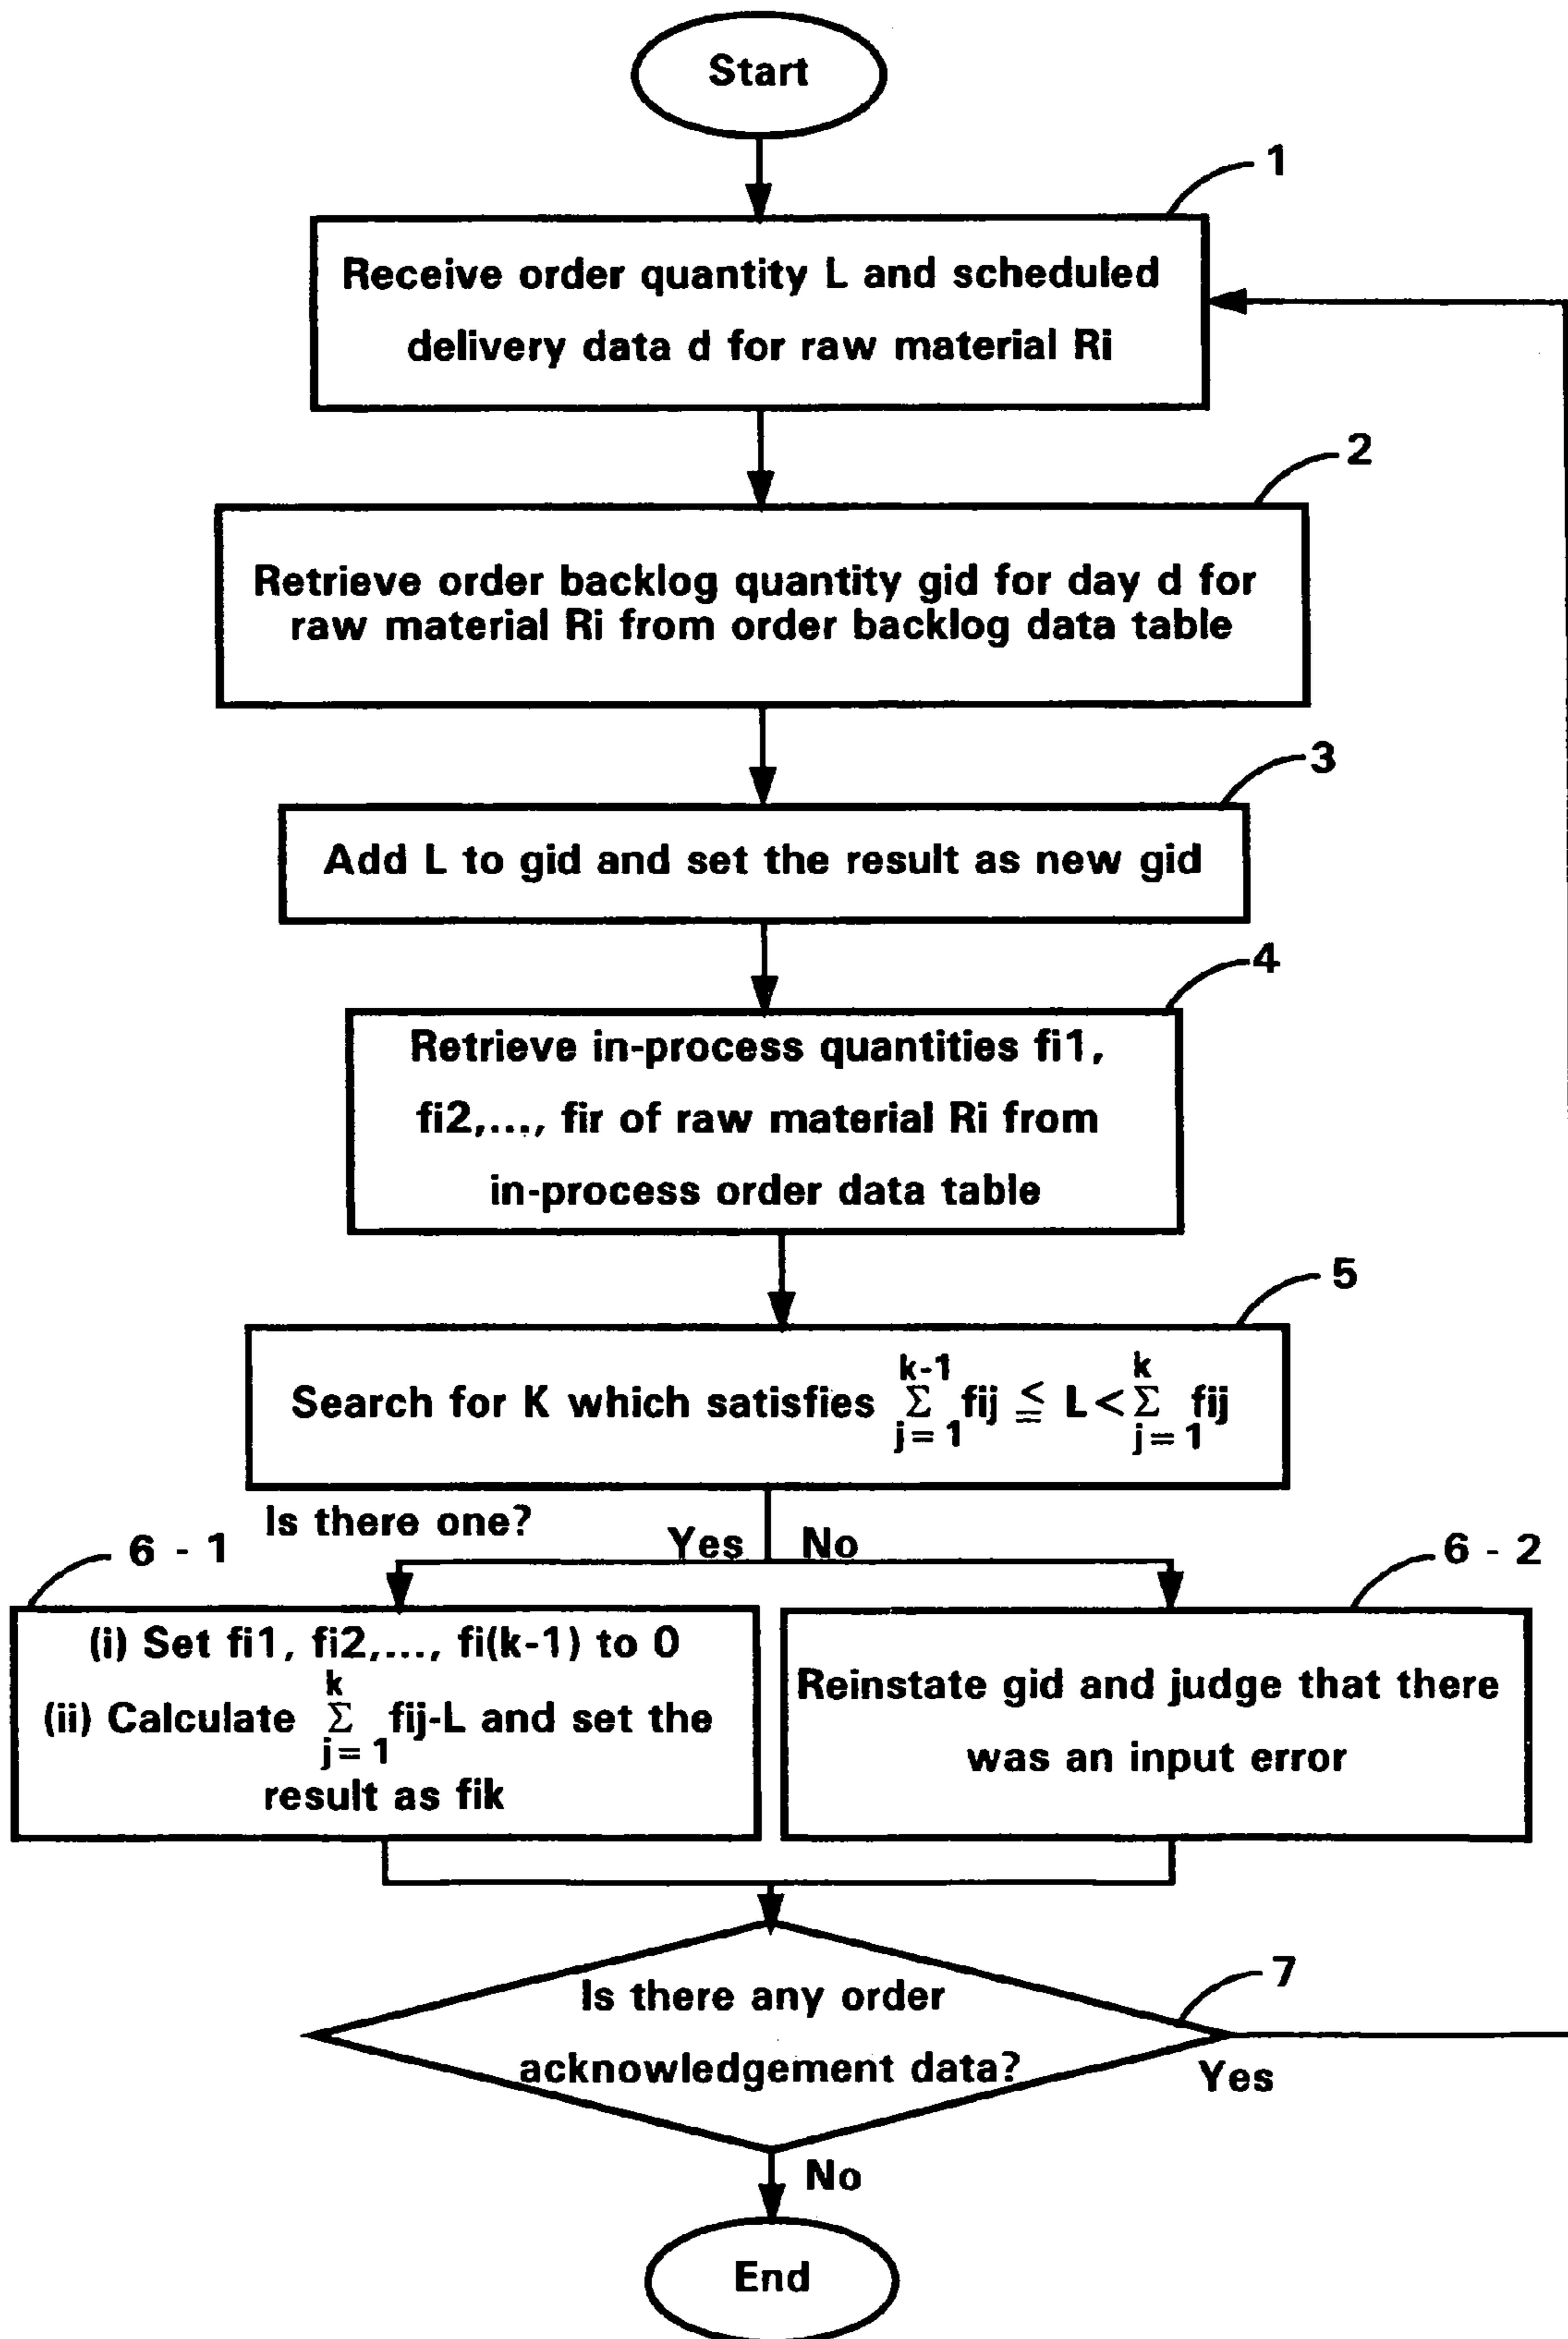 Start
1
Receive order quantity L and scheduled
delivery data d for raw material Ri
2
Retrieve order backlog quantity gid for day d for
raw material Ri from order backlog data table
3
Add L to gid and set the result as new gid
4
Retrieve in-process quantities fi1,
fi2,..., fir of raw material Ri from
in-process order data table
5
k-1 k
Search for K which satisfies Σ fij ≦ L < Σ fij
j=1 j=1
Is there one?
Yes No
6 - 1
6 - 2
(i) Set fi1, fi2,..., fi(k-1) to 0
k
(ii) Calculate Σ fij-L and set the
j=1
result as fik
Reinstate gid and judge that there
was an input error
7
Is there any order
acknowledgement data?
Yes
No
End